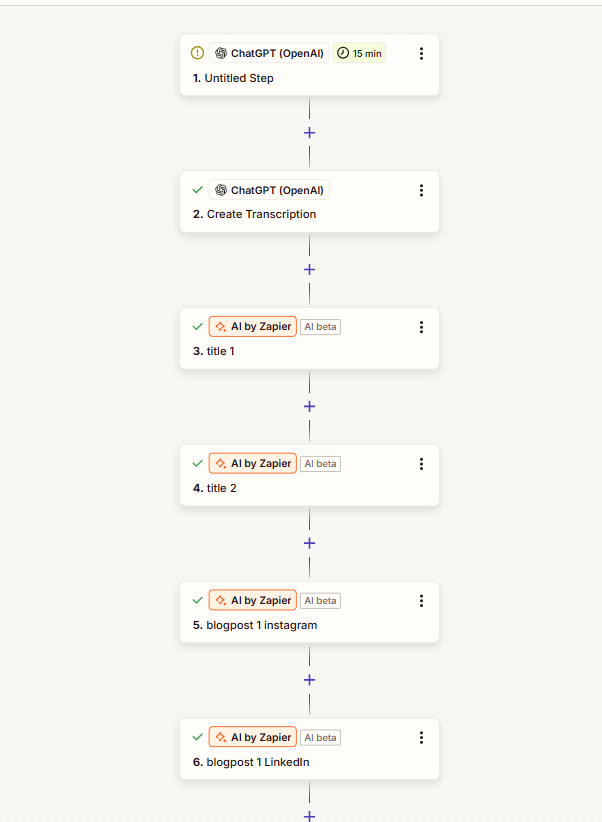 ChatGPT (OpenAI) 15 min
1. Untitled Step
ChatGPT (OpenAI)
2. Create Transcription
AI by Zapier AI beta
3. title 1
AI by Zapier AI beta
4. title 2
AI by Zapier AI beta
5. blogpost 1 instagram
AI by Zapier AI beta
6. blogpost 1 LinkedIn